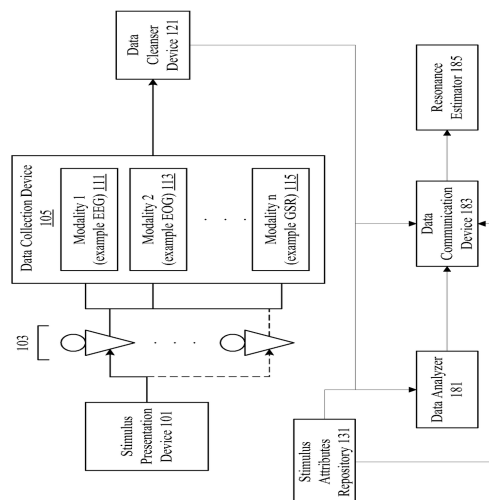 103
Stimulus
Presentation
Device 101
Data Collection Device
105
Modality 1
(example EEG) 111
Modality 2
(example EOG) 113
Modality n
(example GSR) 115
Data
Cleanser
Device 121
Stimulus
Attributes
Repository 131
Data Analyzer
181
Data
Communication
Device 183
Resonance
Estimator 185